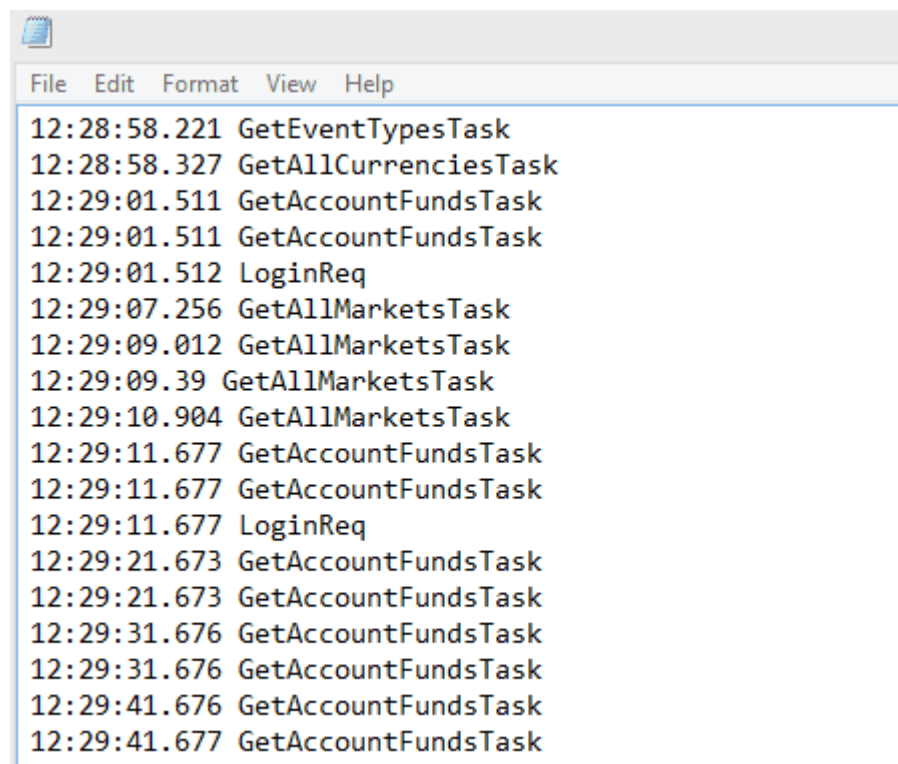 File Edit Format View Help
12:28:58.221 GetEventTypesTask
12:28:58.327 GetAllCurrenciesTask
12:29:01.511 GetAccountFundsTask
12:29:01.511 GetAccountFundsTask
12:29:01.512 LoginReq
12:29:07.256 GetAllMarketsTask
12:29:09.012 GetAllMarketsTask
12:29:09.39 GetAllMarketsTask
12:29:10.904 GetAllMarketsTask
12:29:11.677 GetAccountFundsTask
12:29:11.677 GetAccountFundsTask
12:29:11.677 LoginReq
12:29:21.673 GetAccountFundsTask
12:29:21.673 GetAccountFundsTask
12:29:31.676 GetAccountFundsTask
12:29:31.676 GetAccountFundsTask
12:29:41.676 GetAccountFundsTask
12:29:41.677 GetAccountFundsTask